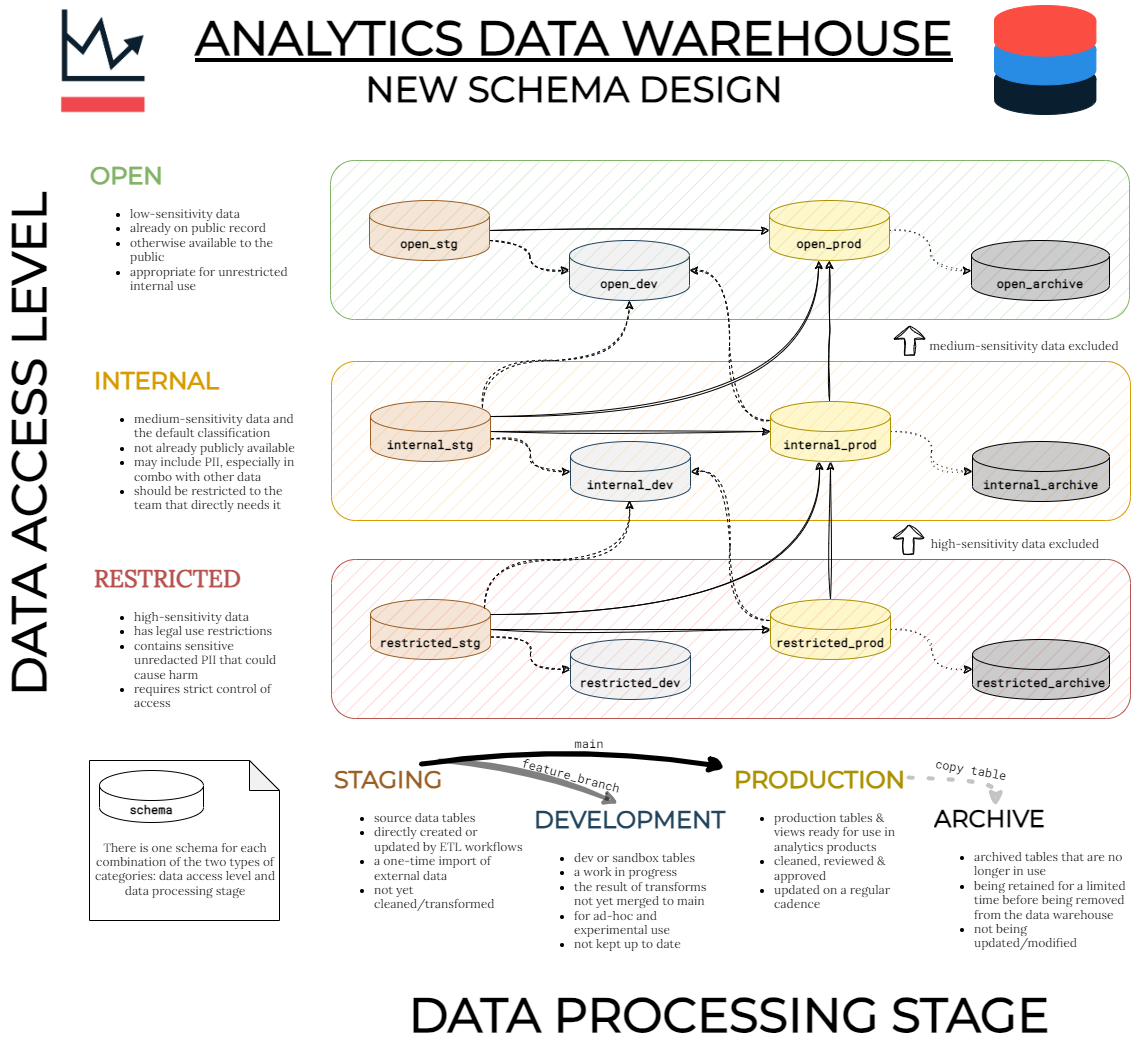 ANALYTICS DATA WAREHOUSE
NEW SCHEMA DESIGN
DATA ACCESS LEVEL
OPEN
low-sensitivity data
already on public record
otherwise available to the
public
appropriate for unrestricted
internal use
open_stg
open_prod
open_dev
open_archive
medium-sensitivity data excluded
INTERNAL
medium-sensitivity data and
the default classification
not already publicly available
may include PII, especially in
combo with other data
should be restricted to the
team that directly needs it
internal_stg
internal_prod
internal_dev
internal_archive
high-sensitivity data excluded
RESTRICTED
high-sensitivity data
has legal use restrictions
contains sensitive
unredacted PII that could
cause harm
requires strict control of
access
restricted_stg
restricted_prod
restricted_dev
restricted_archive
schema
There is one schema for each
combination of the two types of
categories: data access level and
data processing stage
main
feature_branch
copy table
STAGING
source data tables
directly created or
updated by ETL workflows
a one-time import of
external data
not yet
cleaned/transformed
DEVELOPMENT
dev or sandbox tables
a work in progress
the result of transforms
not yet merged to main
for ad-hoc and
experimental use
not kept up to date
PRODUCTION
production tables &
views ready for use in
analytics products
cleaned, reviewed &
approved
updated on a regular
cadence
ARCHIVE
archived tables that are no
longer in use
being retained for a limited
time before being removed
from the data warehouse
not being
updated/modified
DATA PROCESSING STAGE